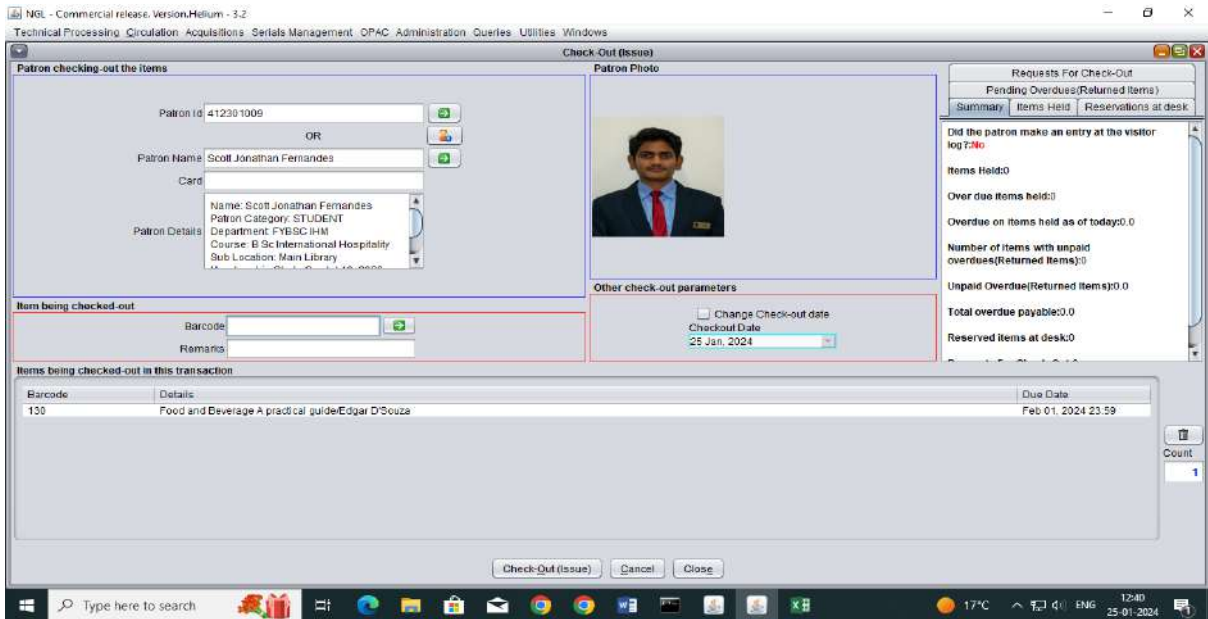 NGL - Commercial release. Version.Helium - 3.2
Technical Processing Circulation Acquisitions Serials Management OPAC Administration Queries Utilities Windows
Check-Out (Issue)
Patron checking-out the items
Patron Id 412301009
OR
Patron Name Scott Jonathan Fernandes
Card
Patron Details
Name: Scott Jonathan Fernandes
Patron Category: STUDENT
Department: FYBSC IHM
Course: B Sc International Hospitality
Sub Location: Main Library
Patron Photo
Requests For Check-Out
Pending Overdues(Returned Items)
Summary Items Held Reservations at desk
Did the patron make an entry at the visitor
log?:No
Items Held:0
Over due items held:0
Overdue on items held as of today:0.0
Number of items with unpaid
overdues(Returned Items):0
Unpaid Overdue(Returned Items):0.0
Total overdue payable:0.0
Reserved items at desk:0
Item being checked-out
Barcode
Remarks
Other check-out parameters
Change Check-out date
Checkout Date
25 Jan, 2024
Items being checked-out in this transaction
Barcode Details Due Date
130 Food and Beverage A practical guide/Edgar D'Souza Feb 01, 2024 23:59
Count
1
Check-Out (Issue) Cancel Close
Type here to search
17°C ENG 12:40
25-01-2024